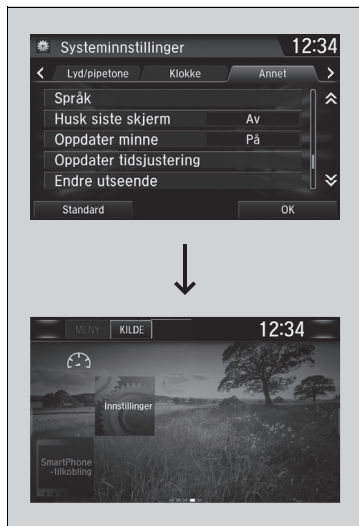 Systeminnstillinger
12:34
Lyd/pipetone
Klokke
Annet
Språk
Husk siste skjerm
Av
Oppdater minne
På
Oppdater tidsjustering
Endre utseende
Standard
OK
MENY
KILDE
12:34
Innstillinger
SmartPhone
-tilkobling